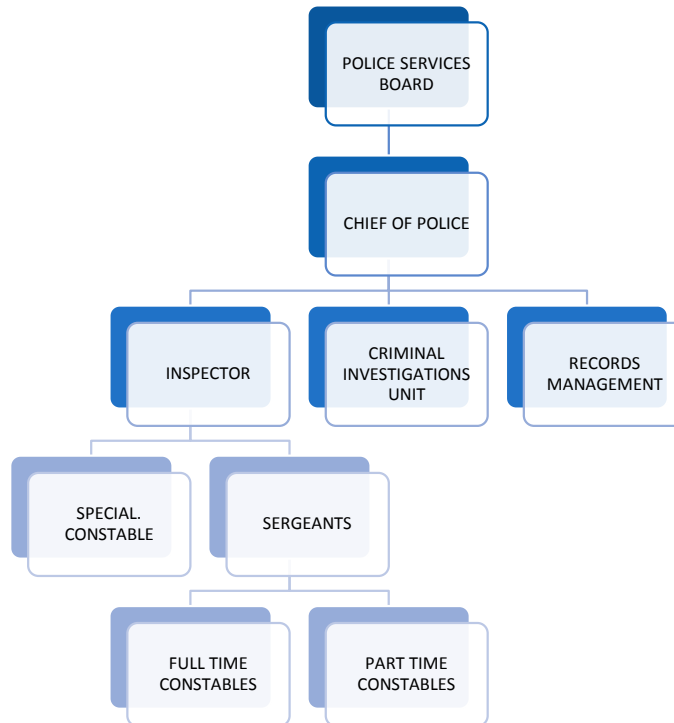 POLICE SERVICES
BOARD
CHIEF OF POLICE
INSPECTOR
CRIMINAL
INVESTIGATIONS
UNIT
RECORDS
MANAGEMENT
SPECIAL.
CONSTABLE
SERGEANTS
FULL TIME
CONSTABLES
PART TIME
CONSTABLES